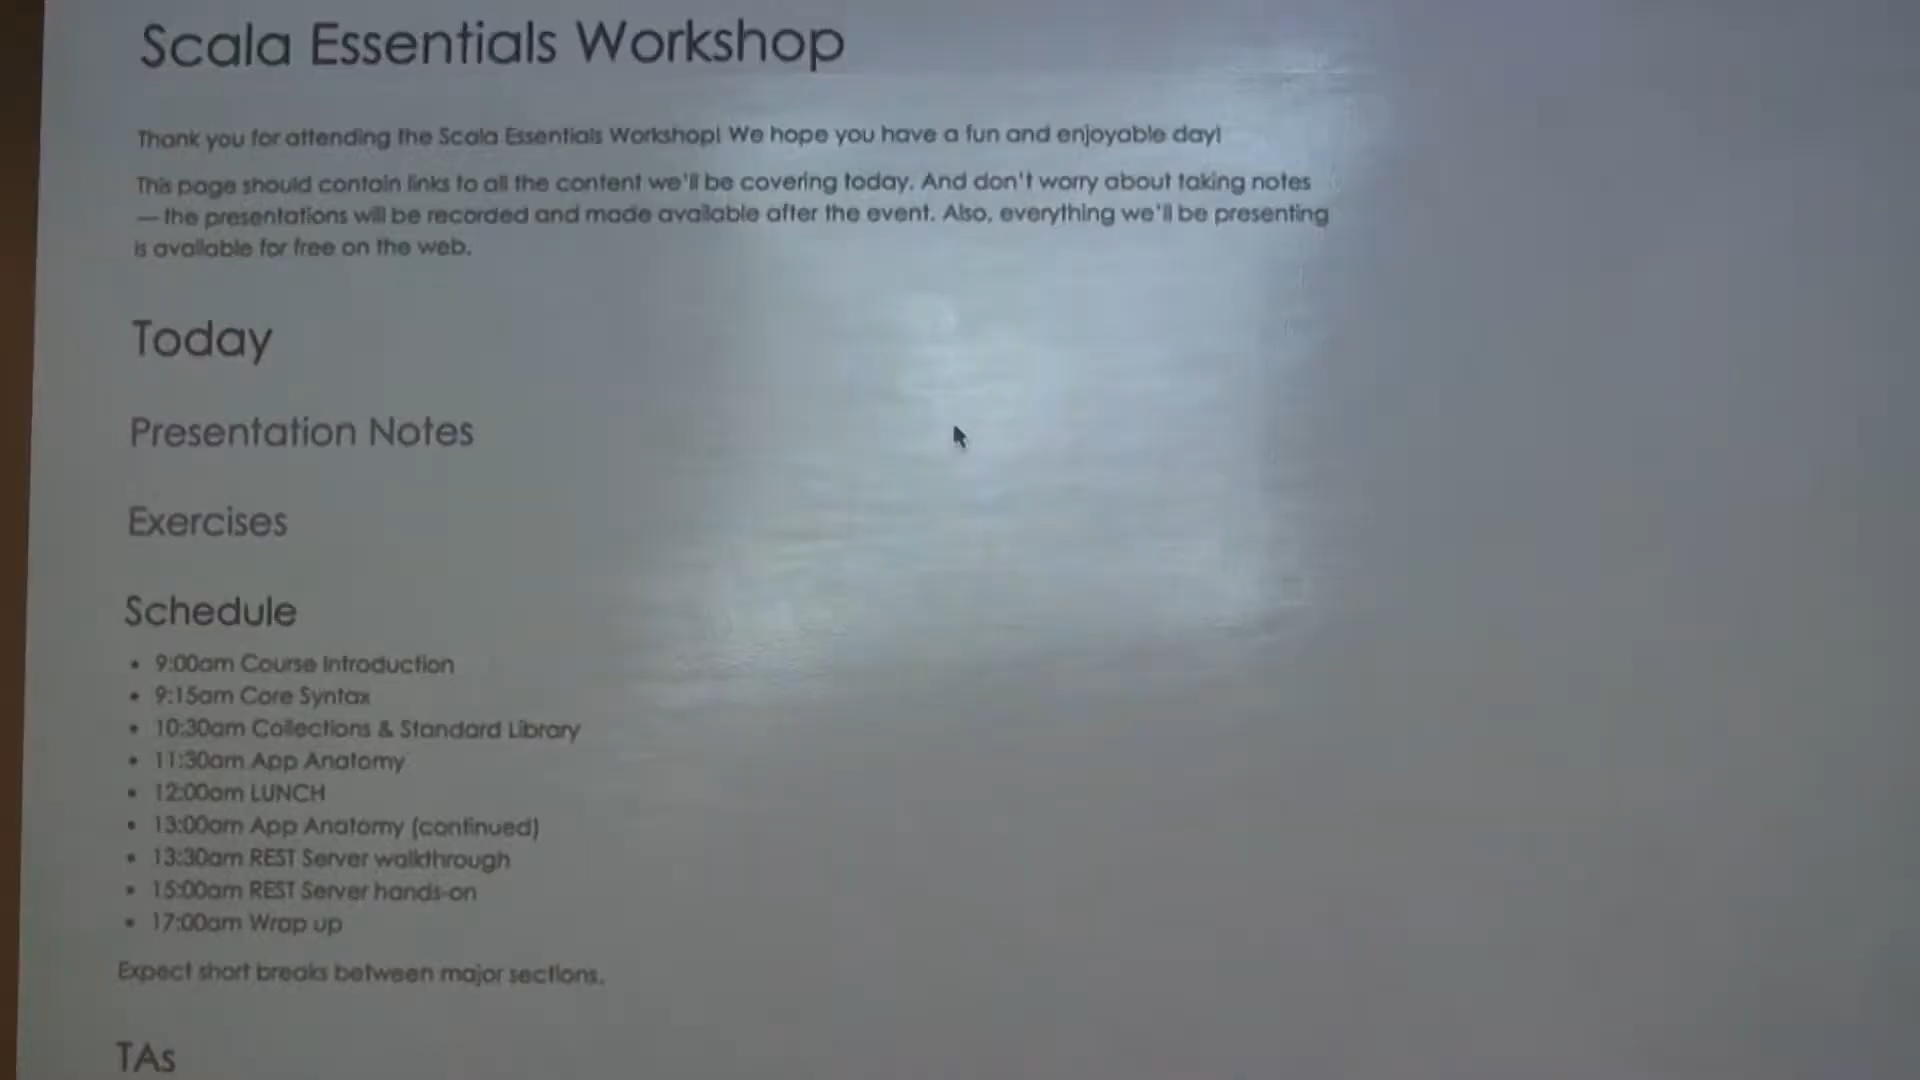 Scala Essentials Workshop
Thank you for attending the Scala Essentials Workshop! We hope you have a fun and enjoyable day!
This page should contain links to all the content we'll be covering today. And don't worry about taking notes
— the presentations will be recorded and made available after the event. Also, everything we'll be presenting
is available for free on the web.
Today
Presentation Notes
Exercises
Schedule
• 9:00am Course Introduction
• 9:15am Core Syntax
• 10:30am Collections & Standard Library
• 11:30am App Anatomy
• 12:00am LUNCH
• 13:00am App Anatomy (continued)
• 13:30am REST Server walkthrough
• 15:00am REST Server hands-on
• 17:00am Wrap up
Expect short breaks between major sections.
TAs